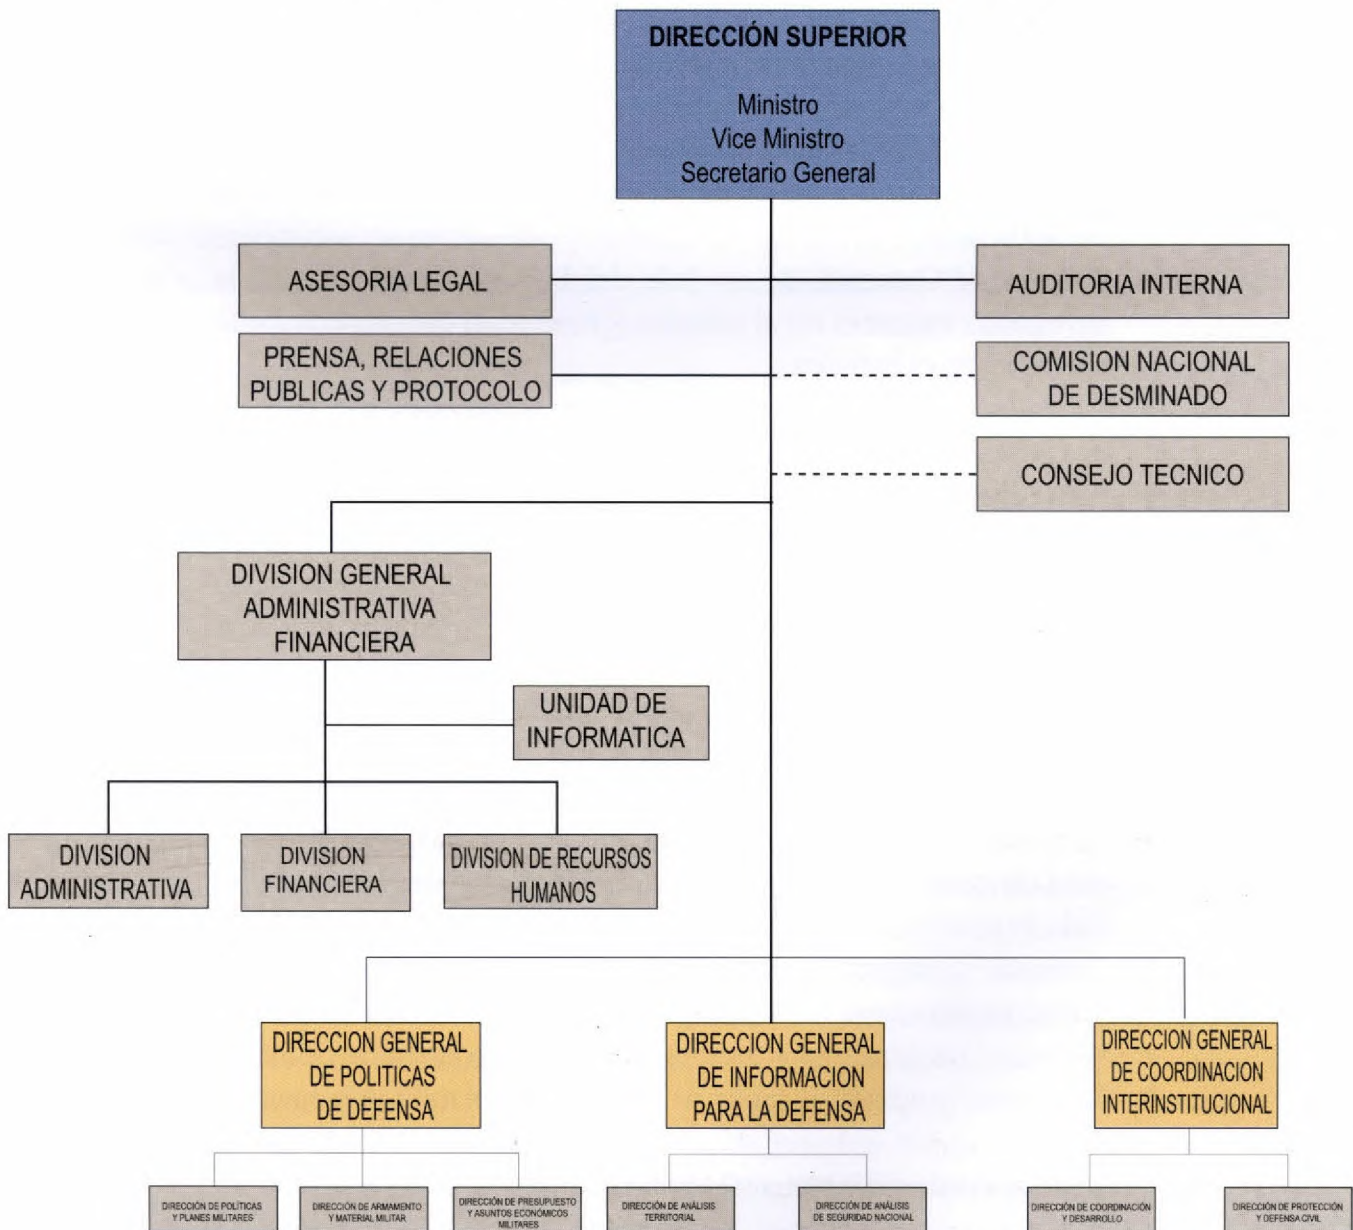 DIRECCIÓN SUPERIOR
Ministro
Vice Ministro
Secretario General
ASESORIA LEGAL
AUDITORIA INTERNA
PRENSA, RELACIONES
PUBLICAS Y PROTOCOLO
COMISION NACIONAL
DE DESMINADO
CONSEJO TECNICO
DIVISION GENERAL
ADMINISTRATIVA
FINANCIERA
UNIDAD DE
INFORMATICA
DIVISION
ADMINISTRATIVA
DIVISION
FINANCIERA
DIVISION DE RECURSOS
HUMANOS
DIRECCION GENERAL
DE POLITICAS
DE DEFENSA
DIRECCION GENERAL
DE INFORMACION
PARA LA DEFENSA
DIRECCION GENERAL
DE COORDINACION
INTERINSTITUCIONAL
DIRECCIÓN DE POLÍTICAS
Y PLANES MILITARES
DIRECCIÓN DE ARMAMENTO
Y MATERIAL MILITAR
DIRECCIÓN DE PRESUPUESTO
Y ASUNTOS ECONÓMICOS
MILITARES
DIRECCIÓN DE ANÁLISIS
TERRITORIAL
DIRECCIÓN DE ANÁLISIS
DE SEGURIDAD NACIONAL
DIRECCIÓN DE COORDINACIÓN
Y DESARROLLO
DIRECCIÓN DE PROTECCIÓN
Y DEFENSA CIVIL